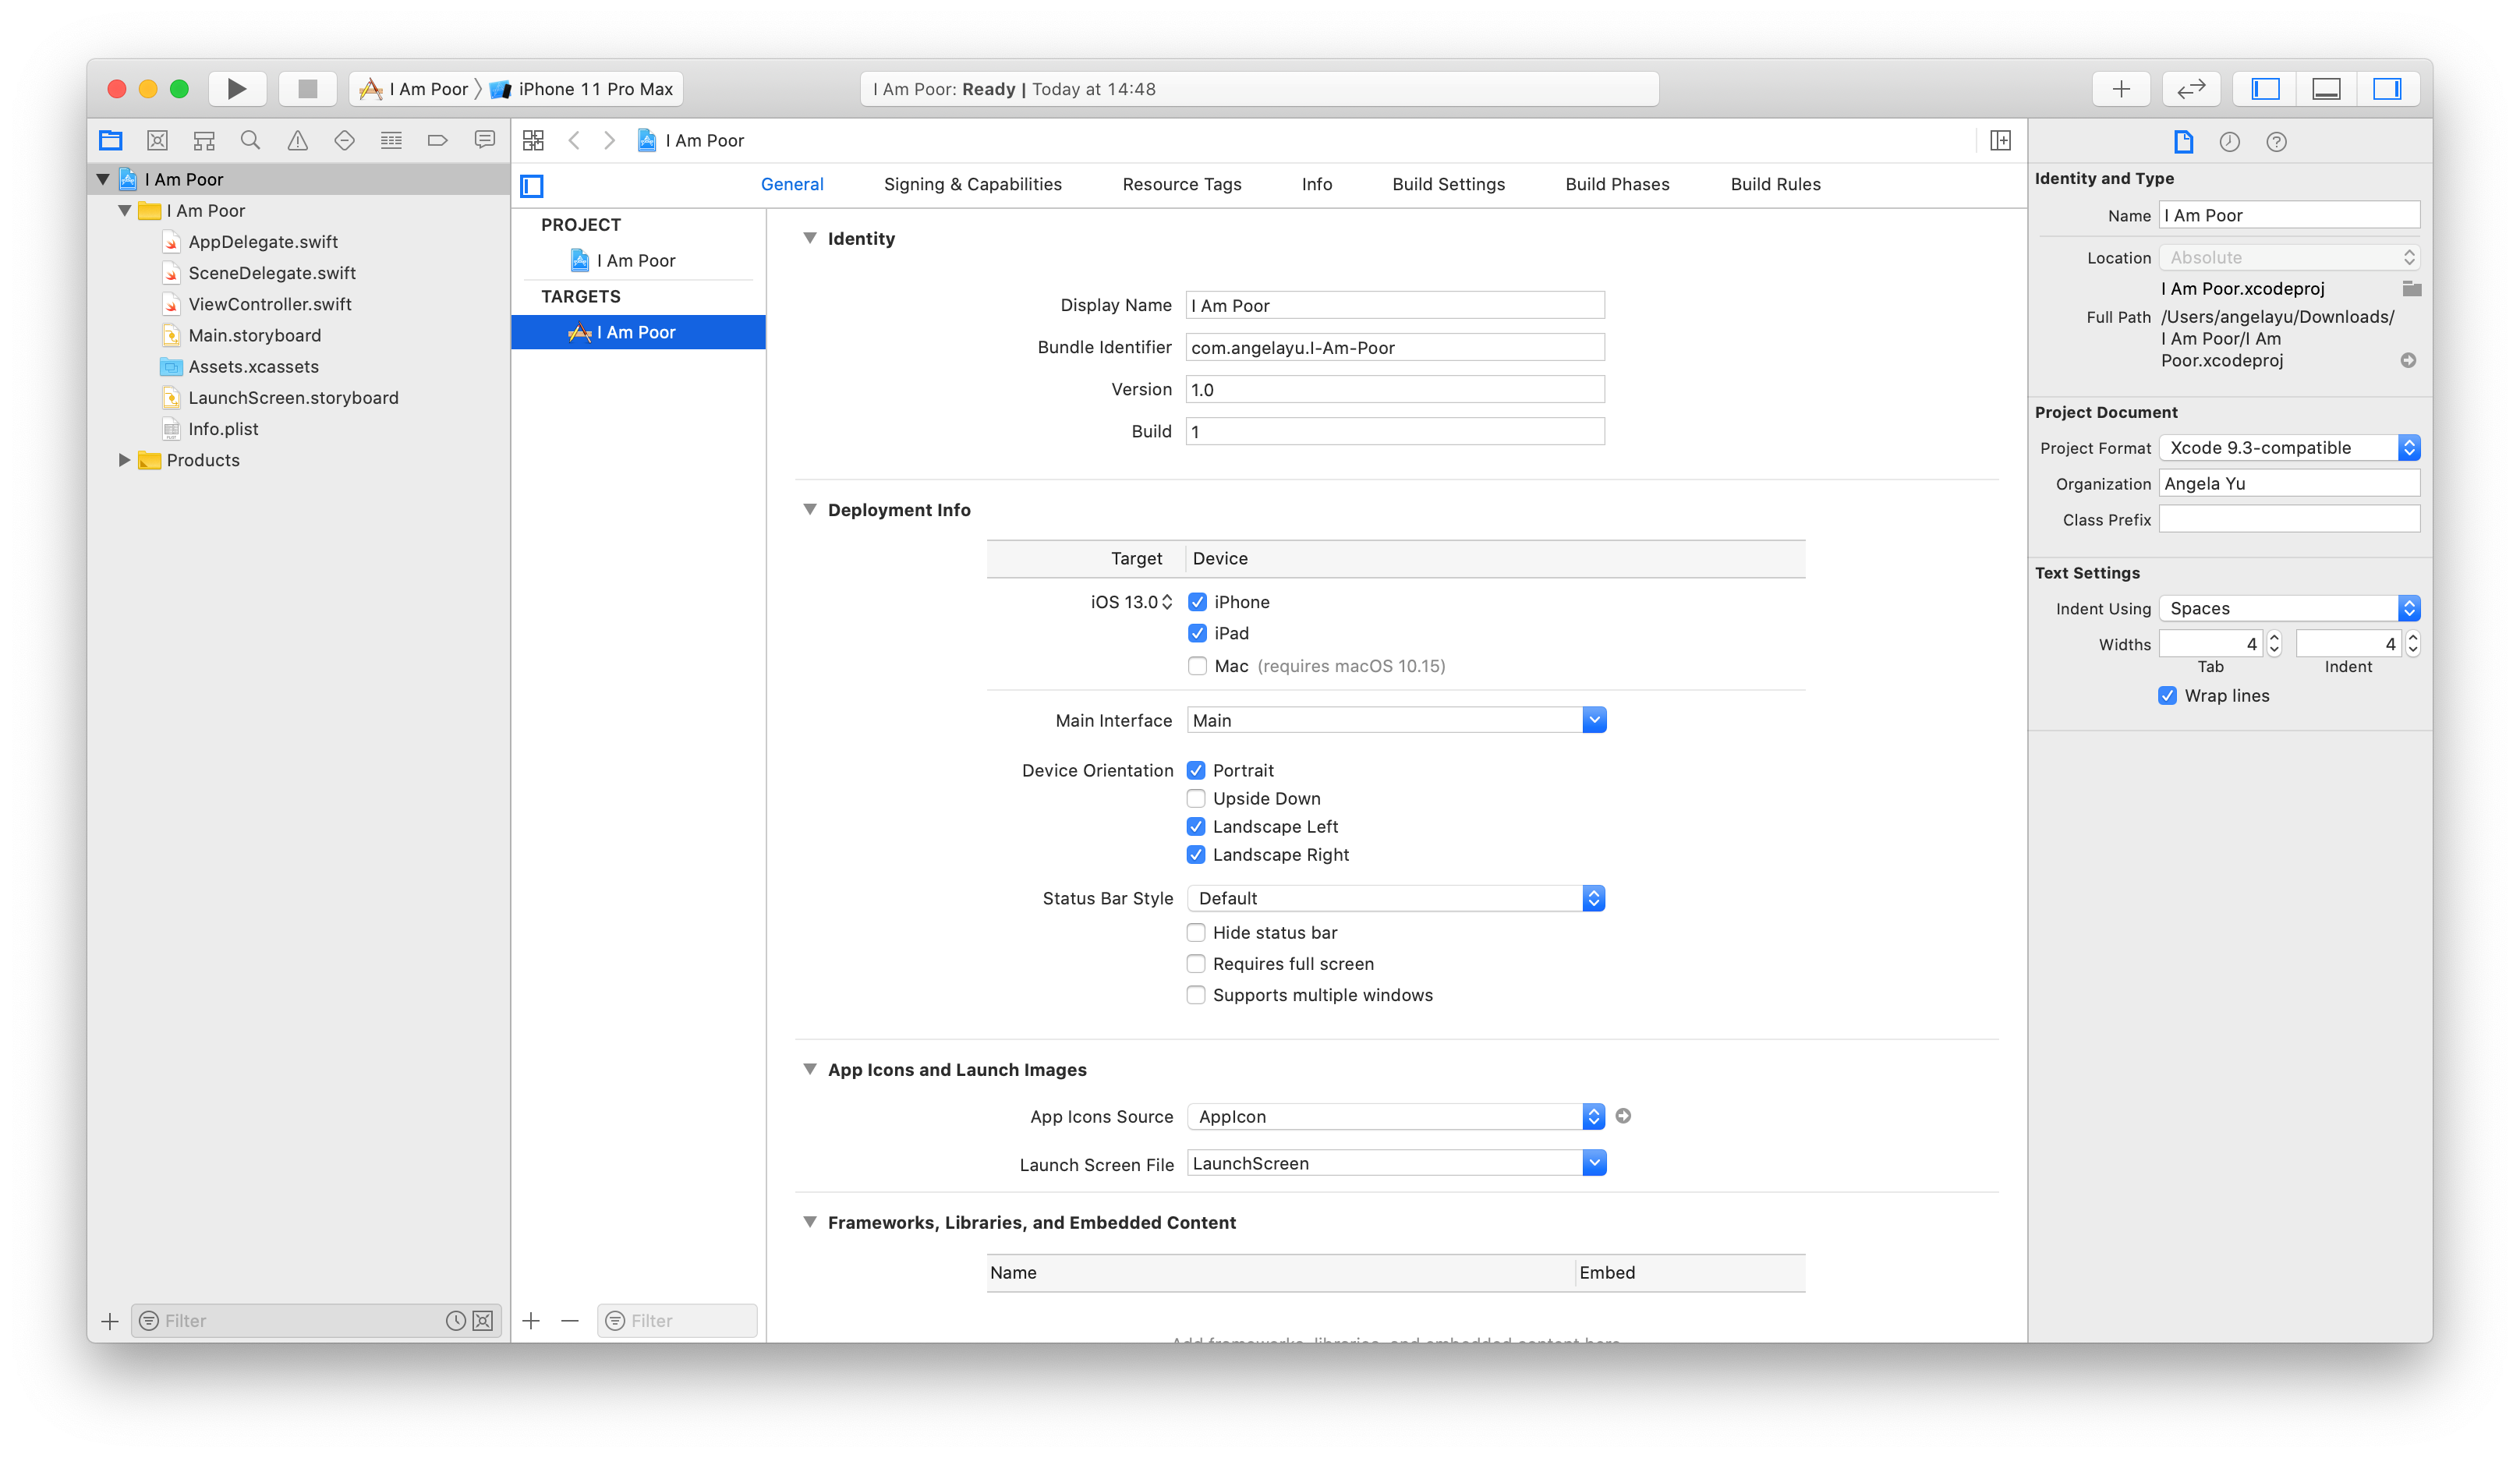 I Am Poor 〉 iPhone 11 Pro Max
I Am Poor: Ready | Today at 14:48
I Am Poor
I Am Poor
I Am Poor
AppDelegate.swift
SceneDelegate.swift
ViewController.swift
Main.storyboard
Assets.xcassets
LaunchScreen.storyboard
Info.plist
Products
Filter
General Signing & Capabilities Resource Tags Info Build Settings Build Phases Build Rules
PROJECT
I Am Poor
TARGETS
I Am Poor
Filter
Identity
Display Name I Am Poor
Bundle Identifier com.angelayu.I-Am-Poor
Version 1.0
Build 1
Deployment Info
Target Device
iOS 13.0 iPhone
iPad
Mac (requires macOS 10.15)
Main Interface Main
Device Orientation Portrait
Upside Down
Landscape Left
Landscape Right
Status Bar Style Default
Hide status bar
Requires full screen
Supports multiple windows
App Icons and Launch Images
App Icons Source AppIcon
Launch Screen File LaunchScreen
Frameworks, Libraries, and Embedded Content
Name Embed
Add frameworks, libraries, and embedded content here
Identity and Type
Name I Am Poor
Location Absolute
I Am Poor.xcodeproj
Full Path /Users/angelayu/Downloads/
I Am Poor/I Am
Poor.xcodeproj
Project Document
Project Format Xcode 9.3-compatible
Organization Angela Yu
Class Prefix
Text Settings
Indent Using Spaces
Widths 4 4
Tab Indent
Wrap lines